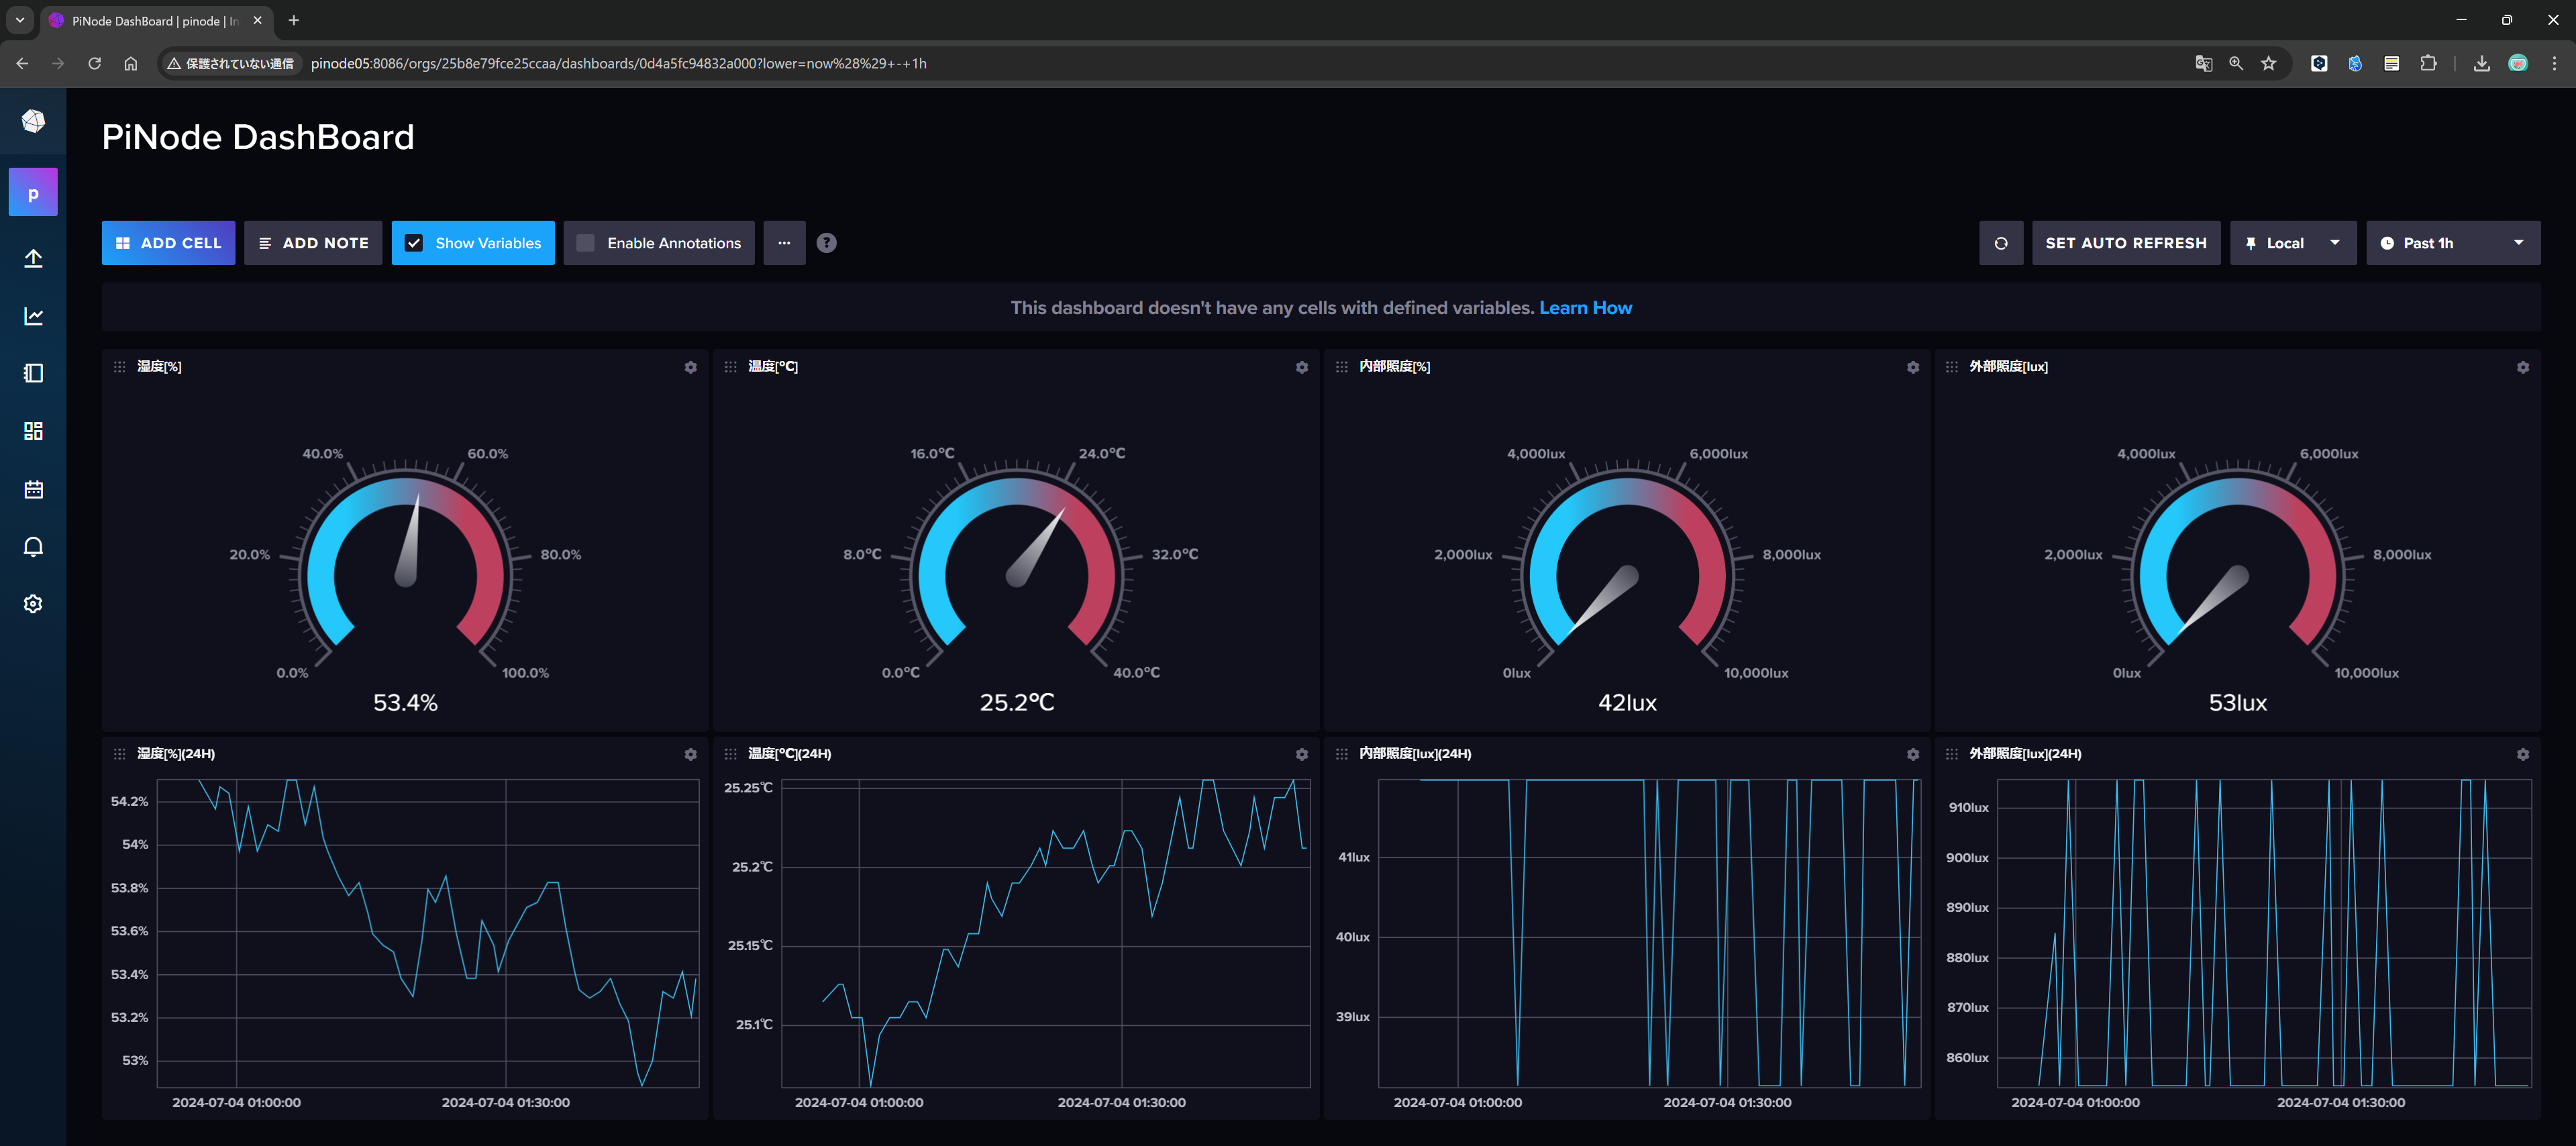 PiNode DashBoard | pinode | In
保護されていない通信
pinode05:8086/orgs/25b8e79fce25ccaa/dashboards/0d4a5fc94832a000?lower=now%28%29+-+1h
PiNode DashBoard
p
ADD CELL
ADD NOTE
Show Variables
Enable Annotations
...
?
SET AUTO REFRESH
Local
Past 1h
This dashboard doesn't have any cells with defined variables. Learn How
湿度[%]
40.0%
60.0%
20.0%
80.0%
0.0%
100.0%
53.4%
温度[℃]
16.0℃
24.0℃
8.0℃
32.0℃
0.0℃
40.0℃
25.2℃
内部照度[%]
4,000lux
6,000lux
2,000lux
8,000lux
0lux
10,000lux
42lux
外部照度[lux]
4,000lux
6,000lux
2,000lux
8,000lux
0lux
10,000lux
53lux
湿度[%](24H)
54.2%
54%
53.8%
53.6%
53.4%
53.2%
53%
2024-07-04 01:00:00
2024-07-04 01:30:00
温度[℃](24H)
25.25℃
25.2℃
25.15℃
25.1℃
2024-07-04 01:00:00
2024-07-04 01:30:00
内部照度[lux](24H)
41lux
40lux
39lux
2024-07-04 01:00:00
2024-07-04 01:30:00
外部照度[lux](24H)
910lux
900lux
890lux
880lux
870lux
860lux
2024-07-04 01:00:00
2024-07-04 01:30:00